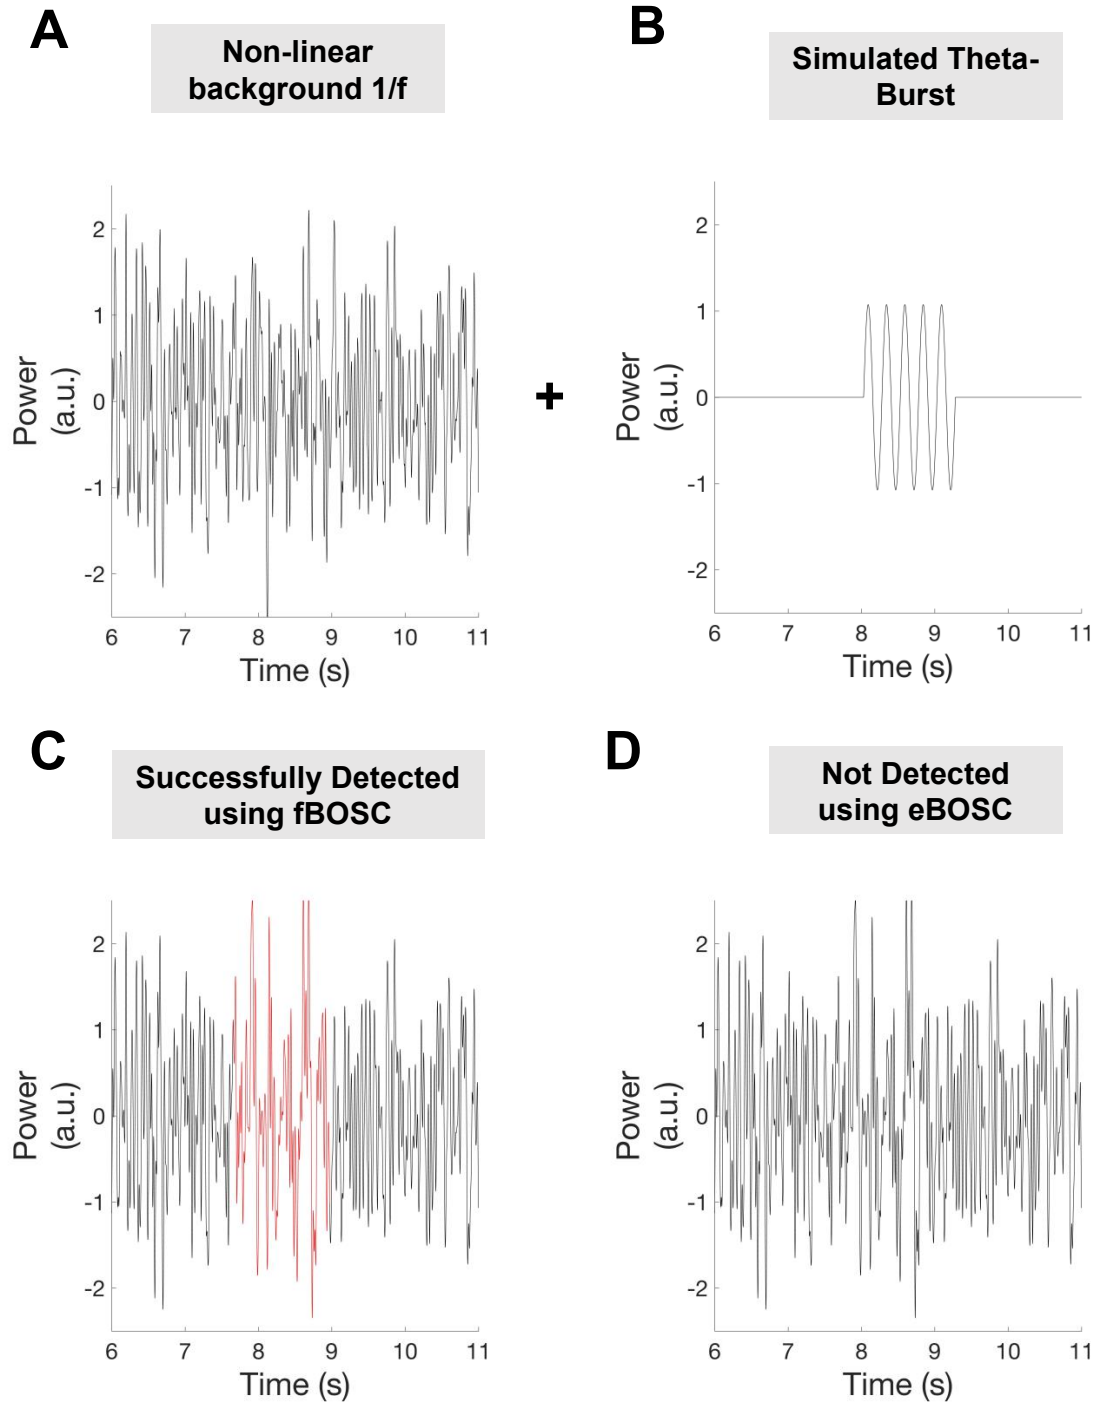 A
Non-linear
background 1/f
B
Simulated Theta-
Burst
2
1
0
-1
-2
Power
(a.u.)
6 7 8 9 10 11
Time (s)
+
2
1
0
-1
-2
Power
(a.u.)
6 7 8 9 10 11
Time (s)
C
Successfully Detected
using fBOSC
D
Not Detected
using eBOSC
2
1
0
-1
-2
Power
(a.u.)
6 7 8 9 10 11
Time (s)
2
1
0
-1
-2
Power
(a.u.)
6 7 8 9 10 11
Time (s)